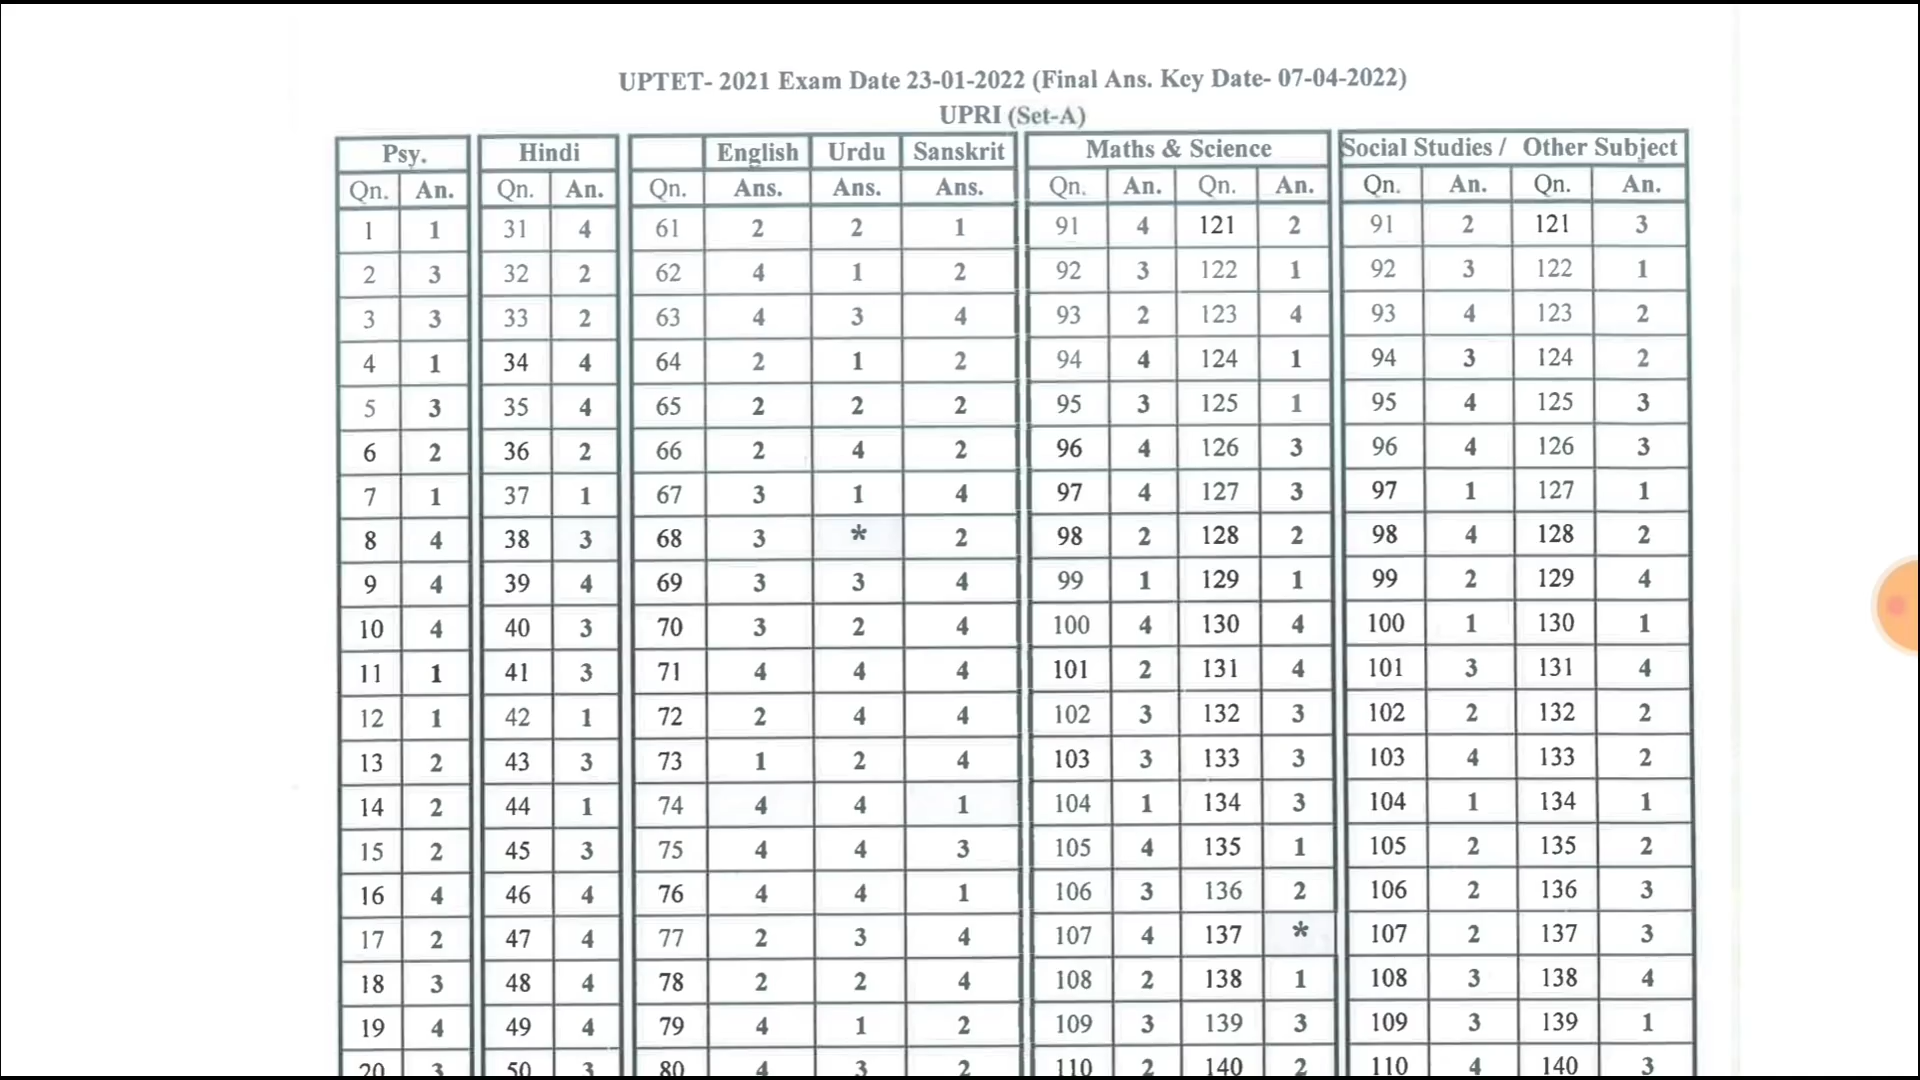 UPTET- 2021 Exam Date 23-01-2022 (Final Ans. Key Date- 07-04-2022)
UPRI (Set-A)
Psy. Hindi English Urdu Sanskrit Maths & Science Social Studies / Other Subject
Qn. An. Qn. An. Qn. Ans. Ans. Ans. Qn. An. Qn. An. Qn. An. Qn. An.
1 1 31 4 61 2 2 1 91 4 121 2 91 2 121 3
2 3 32 2 62 4 1 2 92 3 122 1 92 3 122 1
3 3 33 2 63 4 3 4 93 2 123 4 93 4 123 2
4 1 34 4 64 2 1 2 94 4 124 1 94 3 124 2
5 3 35 4 65 2 2 2 95 3 125 1 95 4 125 3
6 2 36 2 66 2 4 2 96 4 126 3 96 4 126 3
7 1 37 1 67 3 1 4 97 4 127 3 97 1 127 1
8 4 38 3 68 3 * 2 98 2 128 2 98 4 128 2
9 4 39 4 69 3 3 4 99 1 129 1 99 2 129 4
10 4 40 3 70 3 2 4 100 4 130 4 100 1 130 1
11 1 41 3 71 4 4 4 101 2 131 4 101 3 131 4
12 1 42 1 72 2 4 4 102 3 132 3 102 2 132 2
13 2 43 3 73 1 2 4 103 3 133 3 103 4 133 2
14 2 44 1 74 4 4 1 104 1 134 3 104 1 134 1
15 2 45 3 75 4 4 3 105 4 135 1 105 2 135 2
16 4 46 4 76 4 4 1 106 3 136 2 106 2 136 3
17 2 47 4 77 2 3 4 107 4 137 * 107 2 137 3
18 3 48 4 78 2 2 4 108 2 138 1 108 3 138 4
19 4 49 4 79 4 1 2 109 3 139 3 109 3 139 1
20 3 50 3 80 4 3 2 110 2 140 2 110 4 140 3